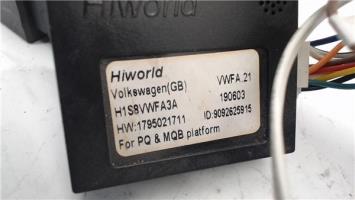 Hiworld
Hiworld
Volkswagen(GB) VWFA.21
H1S8VWFA3A 190603
HW:1795021711 ID:9092625915
For PQ & MQB platform